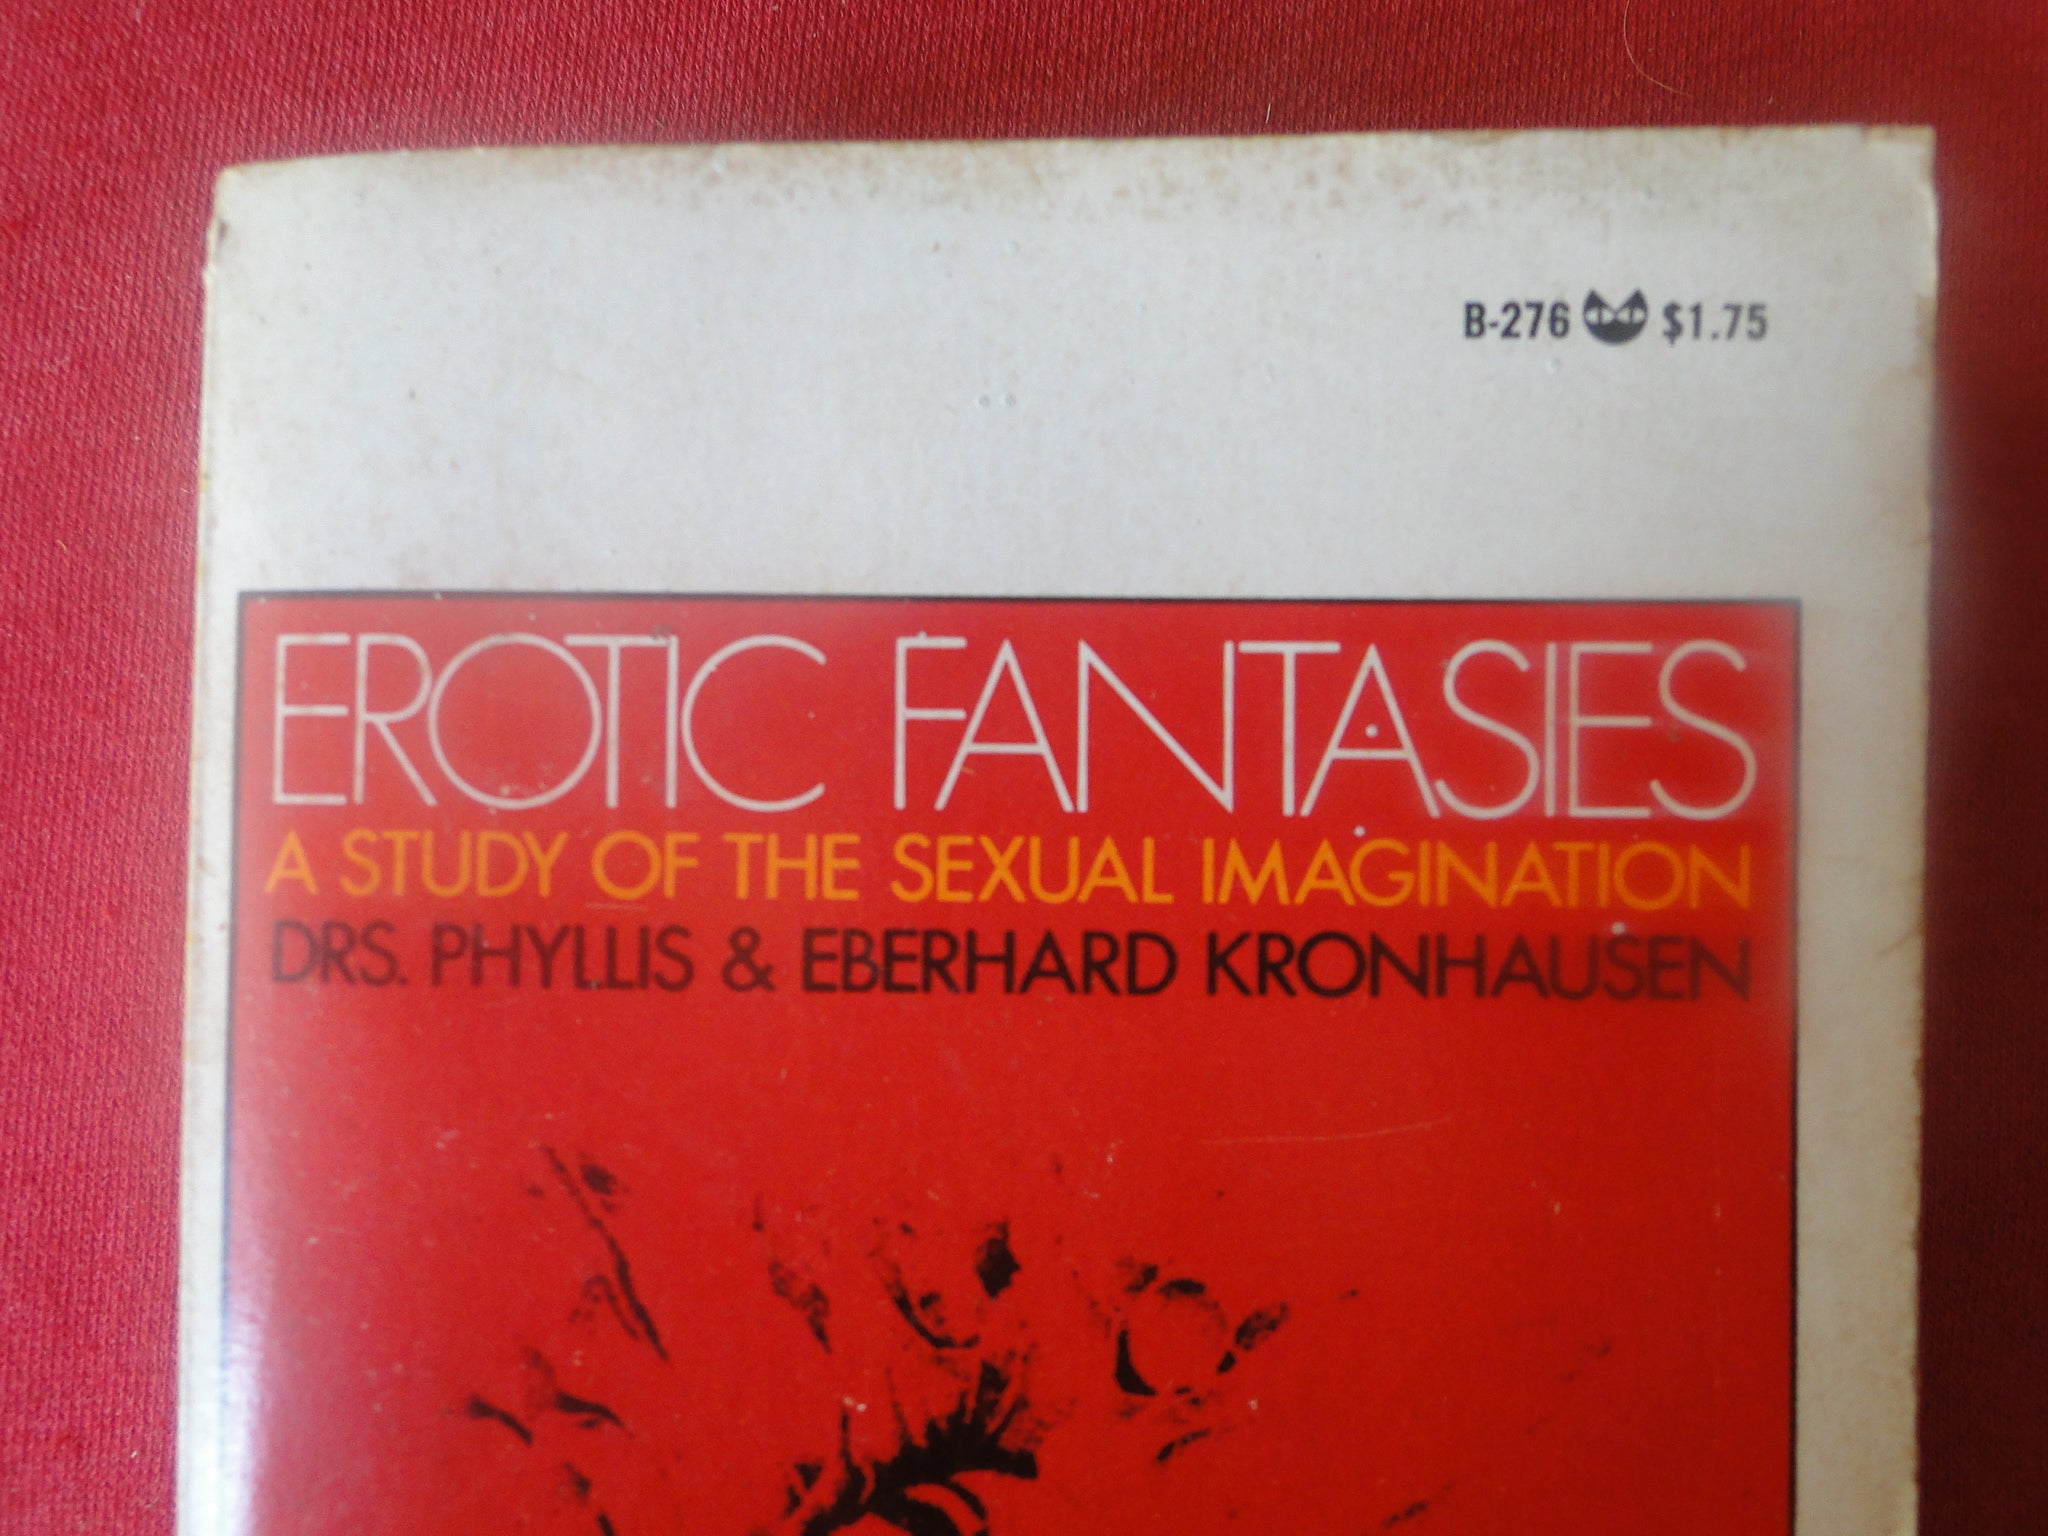 B-276 $1.75
EROTIC FANTASIES
A STUDY OF THE SEXUAL IMAGINATION
DRS. PHYLLIS & EBERHARD KRONHAUSEN